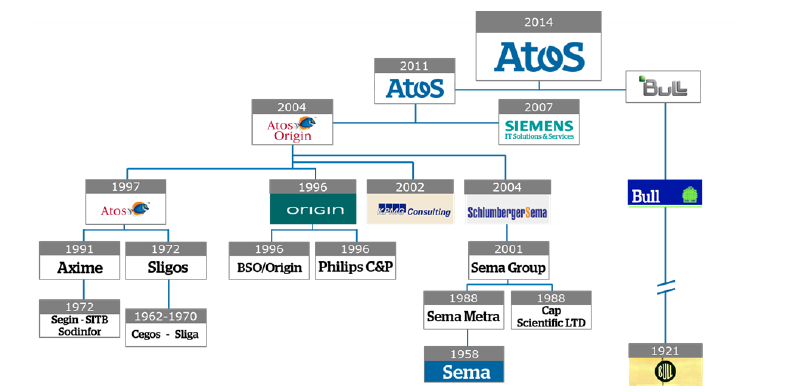 2014
Atos
2011
Atos
Bull
2004
Atos
Origin
2007
SIEMENS
IT Solutions & Services
1997
Atos
1996
ORIGIN
2002
KPMG Consulting
2004
SchlumbergerSema
Bull
1991
Axime
1972
Sligos
1996
BSO/Origin
1996
Philips C&P
2001
Sema Group
1972
Segin - SITB
Sodinfor
1962-1970
Cegos - Sliga
1988
Sema Metra
1988
Cap
Scientific LTD
1958
Sema
1921
BULL